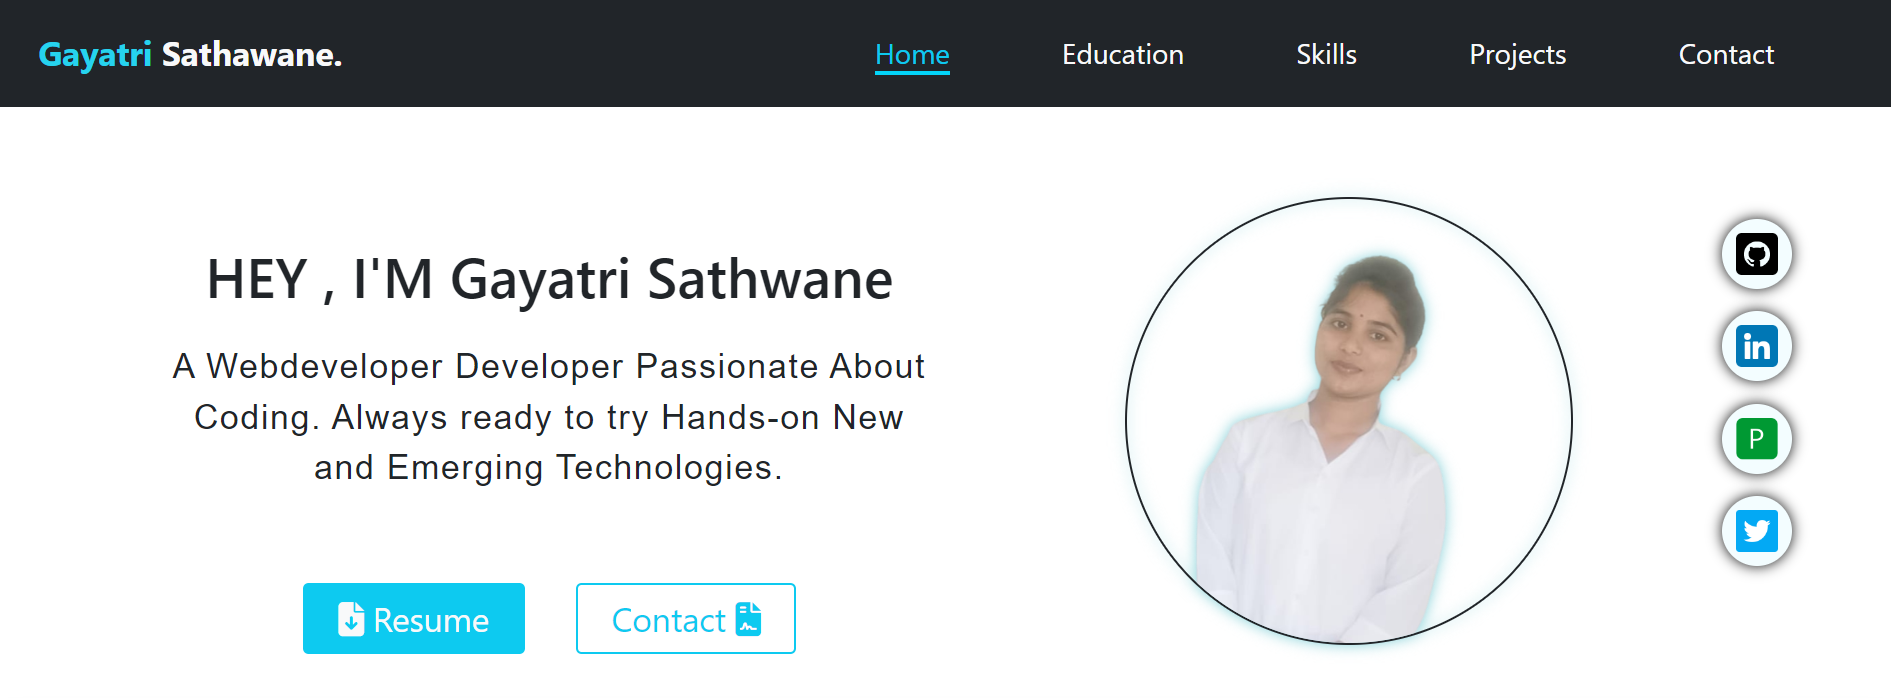 Gayatri Sathawane.
Home
Education
Skills
Projects
Contact
HEY , I'M Gayatri Sathwane
A Webdeveloper Developer Passionate About
Coding. Always ready to try Hands-on New
and Emerging Technologies.
Resume
Contact
in
P